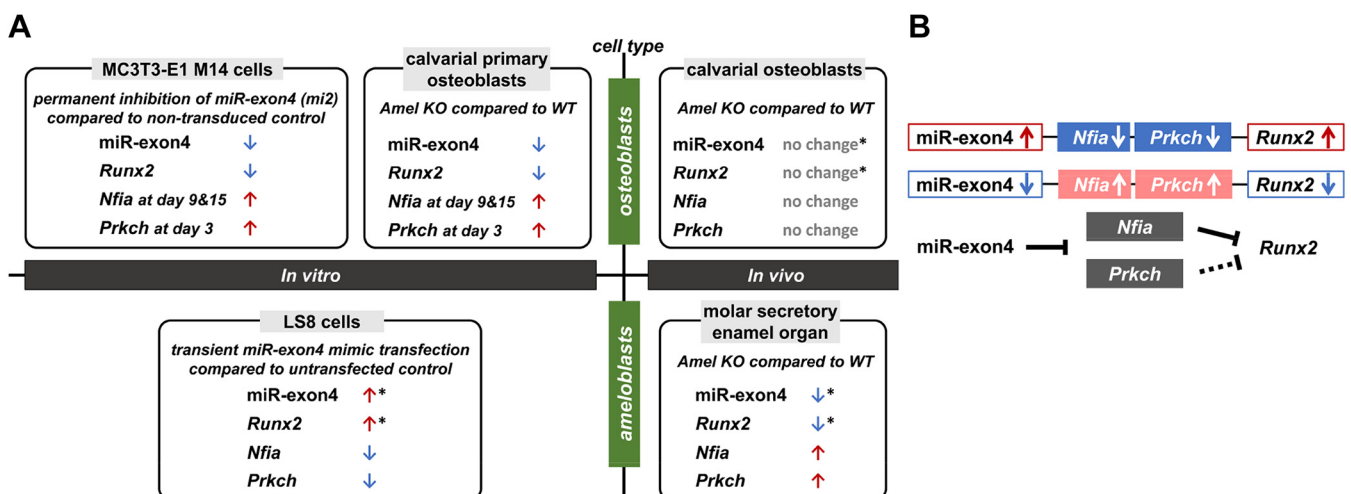 A
MC3T3-E1 M14 cells
permanent inhibition of miR-exon4 (mi2)
compared to non-transduced control
miR-exon4 ↓
Runx2 ↓
Nfia at day 9&15 ↑
Prkch at day 3 ↑
calvarial primary
osteoblasts
Amel KO compared to WT
miR-exon4 ↓
Runx2 ↓
Nfia at day 9&15 ↑
Prkch at day 3 ↑
cell type
osteoblasts
calvarial osteoblasts
Amel KO compared to WT
miR-exon4 no change*
Runx2 no change*
Nfia no change
Prkch no change
In vitro
In vivo
LS8 cells
transient miR-exon4 mimic transfection
compared to untransfected control
miR-exon4 ↑*
Runx2 ↑*
Nfia ↓
Prkch ↓
ameloblasts
molar secretory
enamel organ
Amel KO compared to WT
miR-exon4 ↓*
Runx2 ↓*
Nfia ↑
Prkch ↑
B
miR-exon4 ↑ Nfia ↓ Prkch ↓ Runx2 ↑
miR-exon4 ↓ Nfia ↑ Prkch ↑ Runx2 ↓
Nfia
miR-exon4 Runx2
Prkch